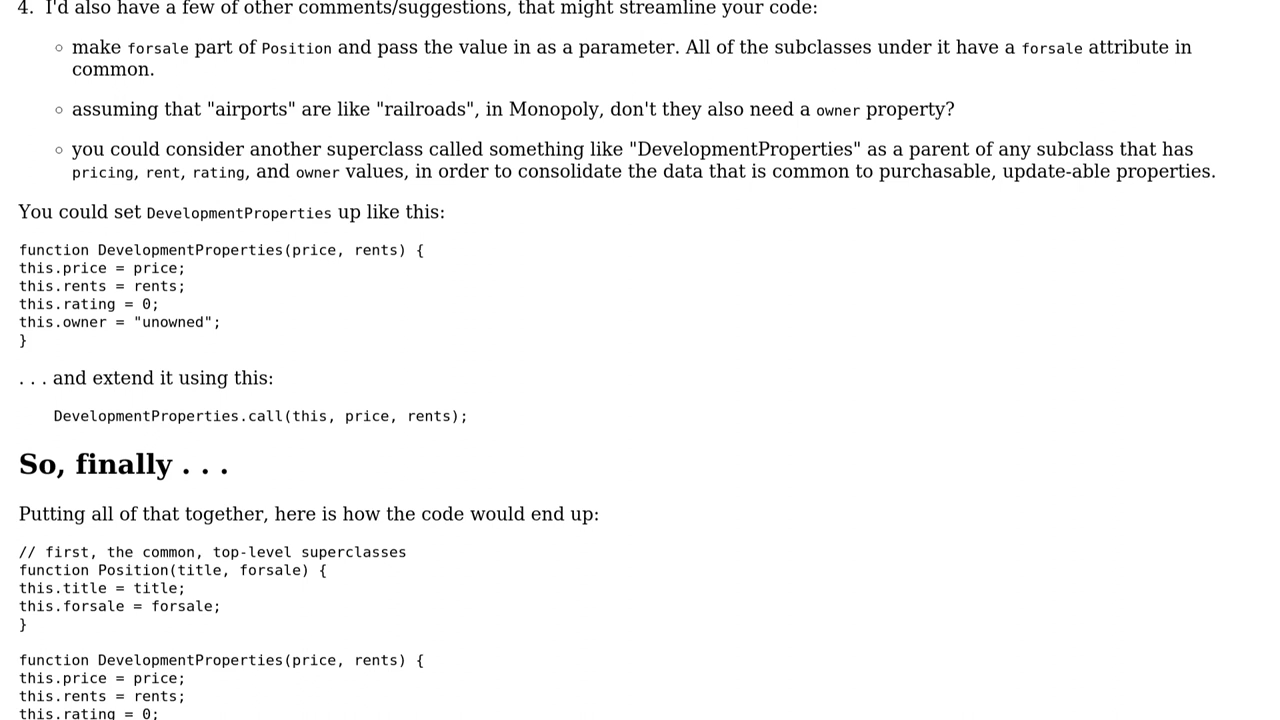 4. I'd also have a few of other comments/suggestions, that might streamline your code:
◦ make forsale part of Position and pass the value in as a parameter. All of the subclasses under it have a forsale attribute in
common.
◦ assuming that "airports" are like "railroads", in Monopoly, don't they also need a owner property?
◦ you could consider another superclass called something like "DevelopmentProperties" as a parent of any subclass that has
pricing, rent, rating, and owner values, in order to consolidate the data that is common to purchasable, update-able properties.
You could set DevelopmentProperties up like this:
function DevelopmentProperties(price, rents) {
this.price = price;
this.rents = rents;
this.rating = 0;
this.owner = "unowned";
}
. . . and extend it using this:
DevelopmentProperties.call(this, price, rents);
So, finally . . .
Putting all of that together, here is how the code would end up:
// first, the common, top-level superclasses
function Position(title, forsale) {
this.title = title;
this.forsale = forsale;
}
function DevelopmentProperties(price, rents) {
this.price = price;
this.rents = rents;
this.rating = 0;